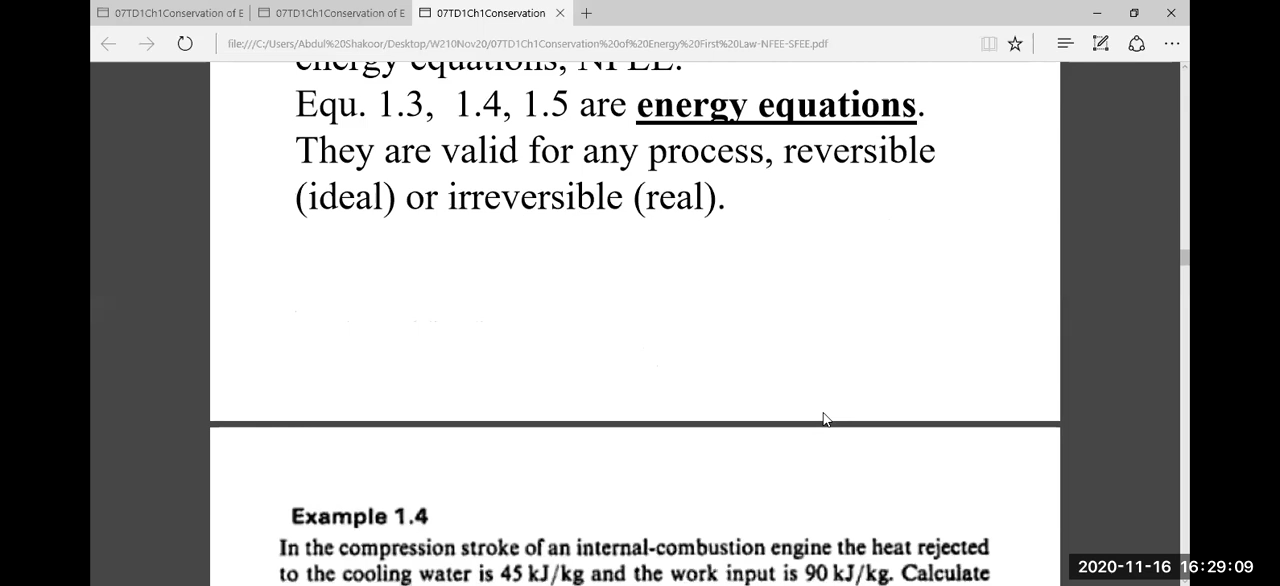 07TD1Ch1Conservation of E
07TD1Ch1Conservation of E
07TD1Ch1Conservation
file:///C:/Users/Abdul%20Shakoor/Desktop/W210Nov20/07TD1Ch1Conservation%20of%20Energy%20First%20Law-NFEE-SFEE.pdf
energy equations, NFEE.
Equ. 1.3, 1.4, 1.5 are energy equations.
They are valid for any process, reversible
(ideal) or irreversible (real).
Example 1.4
In the compression stroke of an internal-combustion engine the heat rejected
to the cooling water is 45 kJ/kg and the work input is 90 kJ/kg. Calculate
2020-11-16 16:29:09